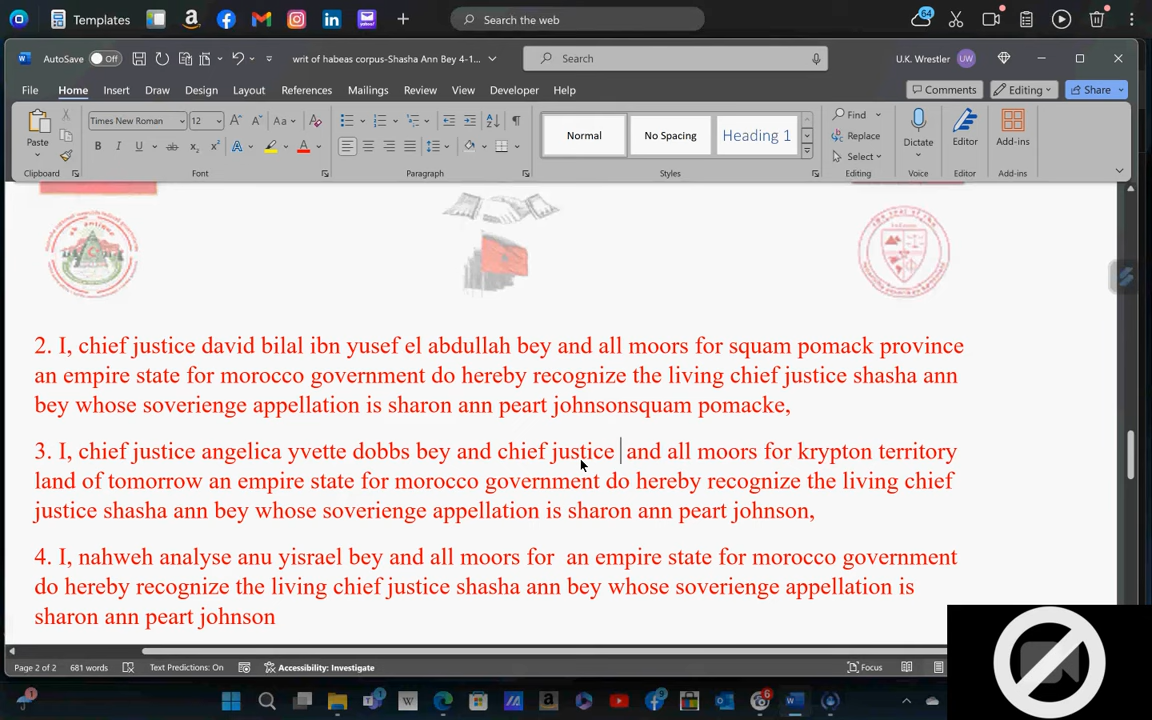 Templates
Search the web
64
AutoSave Off
writ of habeas corpus-Shasha Ann Bey 4-1...
Search
U.K. Wrestler UW
File Home Insert Draw Design Layout References Mailings Review View Developer Help
Comments Editing Share
Paste
Times New Roman 12
Normal
No Spacing
Heading 1
Find
Replace
Select
Dictate
Editor
Add-ins
Clipboard Font Paragraph Styles Editing Voice Editor Add-ins
2. I, chief justice david bilal ibn yusef el abdullah bey and all moors for squam pomack province
an empire state for morocco government do hereby recognize the living chief justice shasha ann
bey whose soverienge appellation is sharon ann peart johnsonsquam pomacke,
3. I, chief justice angelica yvette dobbs bey and chief justice and all moors for krypton territory
land of tomorrow an empire state for morocco government do hereby recognize the living chief
justice shasha ann bey whose soverienge appellation is sharon ann peart johnson,
4. I, nahweh analyse anu yisrael bey and all moors for  an empire state for morocco government
do hereby recognize the living chief justice shasha ann bey whose soverienge appellation is
sharon ann peart johnson
Page 2 of 2 681 words Text Predictions: On Accessibility: Investigate Focus